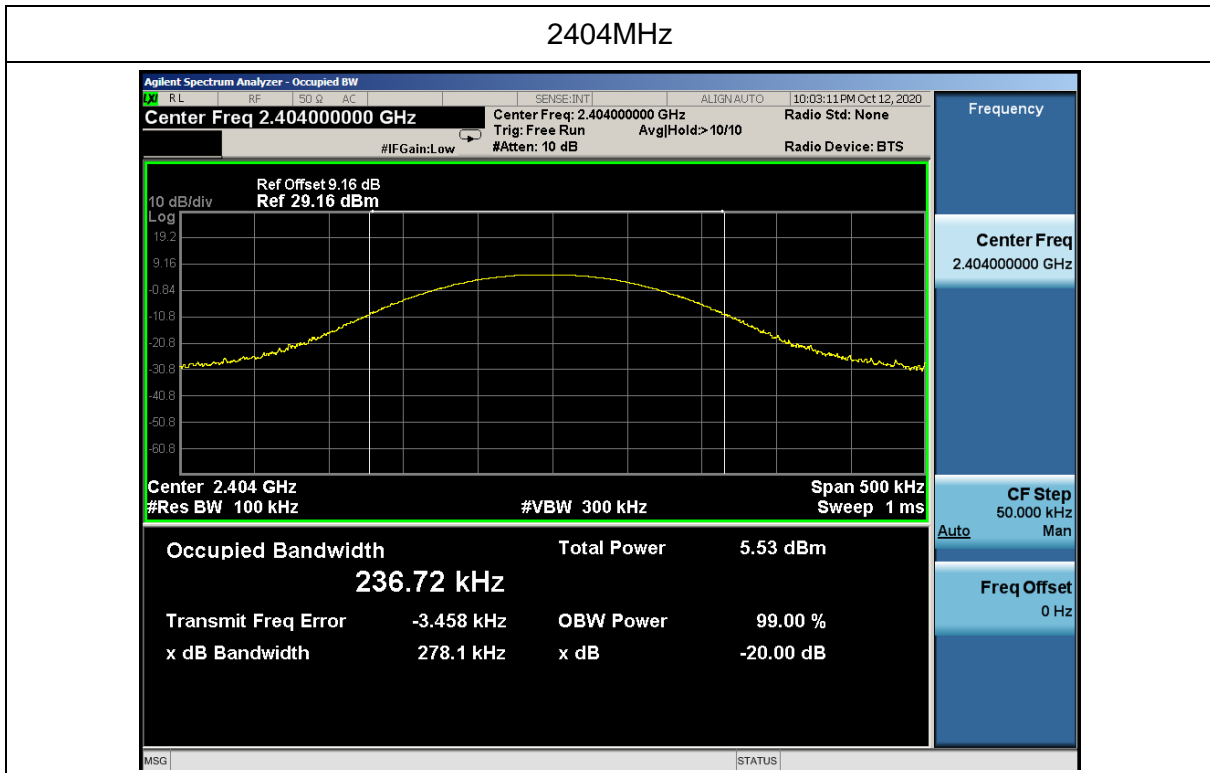 2404MHz
Agilent Spectrum Analyzer - Occupied BW
LXI RL RF 50 Ω AC SENSE:INT ALIGN AUTO 10:03:11 PM Oct 12, 2020
Center Freq 2.404000000 GHz
Center Freq: 2.404000000 GHz
Radio Std: None
Trig: Free Run Avg|Hold:>10/10
#IFGain:Low #Atten: 10 dB Radio Device: BTS
Ref Offset 9.16 dB
10 dB/div Ref 29.16 dBm
Log
19.2
9.16
-0.84
-10.8
-20.8
-30.8
-40.8
-50.8
-60.8
Center 2.404 GHz Span 500 kHz
#Res BW 100 kHz #VBW 300 kHz Sweep 1 ms
Occupied Bandwidth Total Power 5.53 dBm
236.72 kHz
Transmit Freq Error -3.458 kHz OBW Power 99.00 %
x dB Bandwidth 278.1 kHz x dB -20.00 dB
Frequency
Center Freq
2.404000000 GHz
CF Step
50.000 kHz
Auto Man
Freq Offset
0 Hz
MSG STATUS